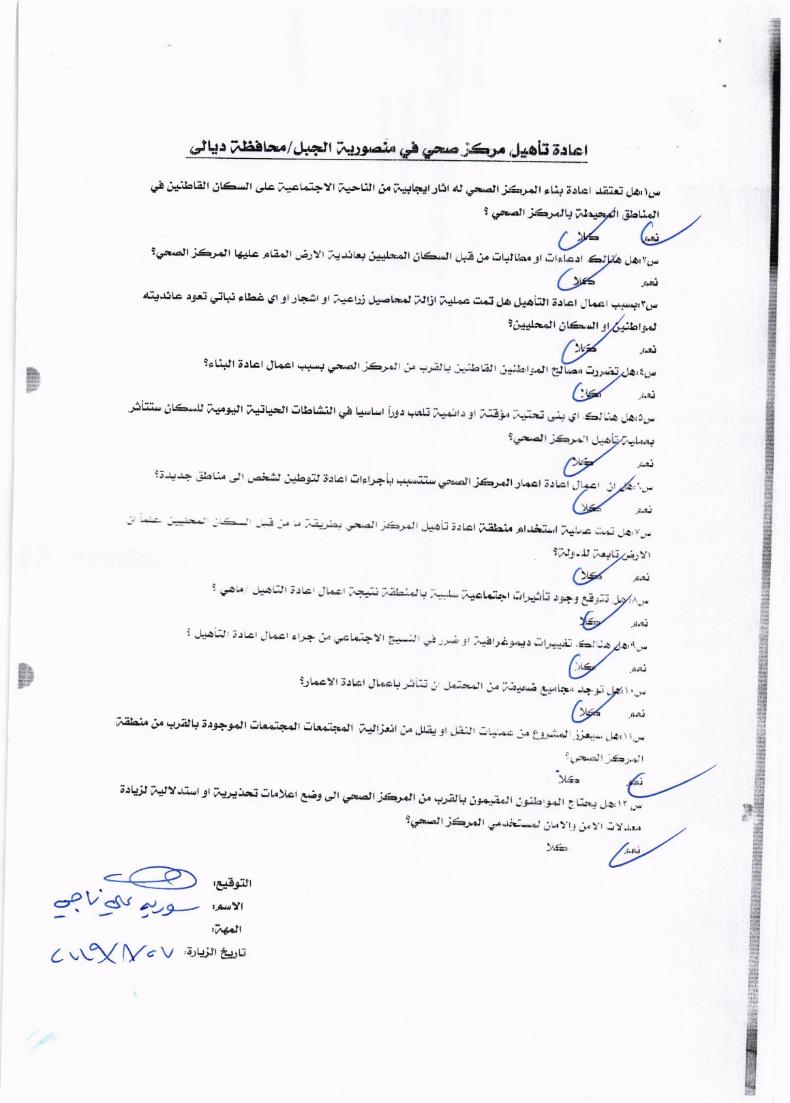 اعادة تأهيل مركز صحي في منصورية الجبل/محافظة ديالى
س١:هل تعتقد اعادة بناء المركز الصحي له اثار ايجابية من الناحية الاجتماعية على السكان القاطنين في
المناطق المحيطة بالمركز الصحي ؟
نعم كلا
س٢:هل هنالك ادعاءات او مطالبات من قبل السكان المحليين بعاندية الارض المقام عليها المركز الصحي؟
نعم كلا
س٣:بسبب اعمال اعادة التأهيل هل تمت عملية ازالة لمحاصيل زراعية او اشجار او اي غطاء نباتي تعود عانديته
لمواطنين او السكان المحليين؟
نعم كلا
س٤:هل تضررت مصالح المواطنين القاطنين بالقرب من المركز الصحي بسبب اعمال اعادة البناء؟
نعم كلا
س٥:هل هنالك اي بنى تحتية مؤقتة او دائمية تلعب دوراً اساسيا في النشاطات الحياتية اليومية للسكان ستتأثر
بعملية تأهيل المركز الصحي؟
نعم كلا
س٦:هل ان اعمال اعادة اعمار المركز الصحي ستتسبب بأجراءات اعادة لتوطين لشخص الى مناطق جديدة؟
نعم كلا
س٧:هل تمت عملية استخدام منطقة اعادة تأهيل المركز الصحي بطريقة ما من قبل السكان المحليين علماً ان
الارض تابعة للدولة؟
نعم كلا
س٨:هل تتوقع وجود تأثيرات اجتماعية سلبية بالمنطقة نتيجة اعمال اعادة التاهيل /ماهي ؟
نعم كلا
س٩:هل هنالك تغييرات ديموغرافية او ضرر في النسيج الاجتماعي من جراء اعمال اعادة التأهيل ؟
نعم كلا
س١٠:هل توجد مجاميع ضعيفة من المحتمل ان تتأثر باعمال اعادة الاعمار؟
نعم كلا
س١١:هل سيعزز المشروع من عمليات النقل او يقلل من انعزالية المجتمعات المجتمعات الموجودة بالقرب من منطقة
المركز الصحي؟
نعم كلا
س١٢:هل يحتاج المواطنون المقيمون بالقرب من المركز الصحي الى وضع اعلامات تحذيرية او استدلالية لزيادة
معدلات الامن والامان لمستخدمي المركز الصحي؟
نعم كلا
التوقيع:
الاسم: علي ناجي
المهة:
تاريخ الزيارة: